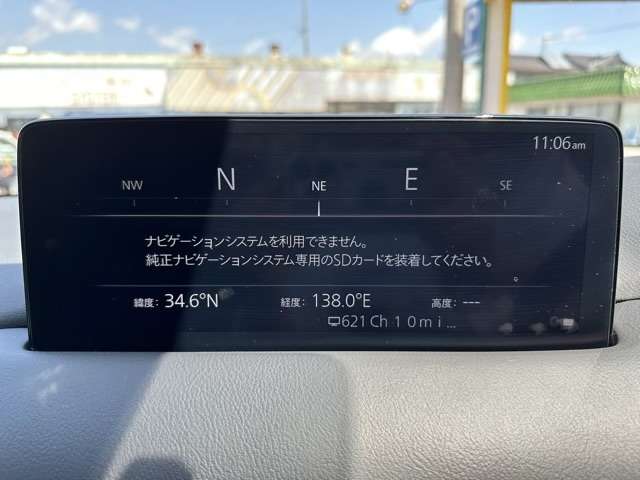 P
11:06am
NW N NE E SE
ナビゲーションシステムを利用できません。
純正ナビゲーションシステム専用のSDカードを装着してください。
緯度: 34.6°N 経度: 138.0°E 高度: ---
621 Ch 1 0 m i ...